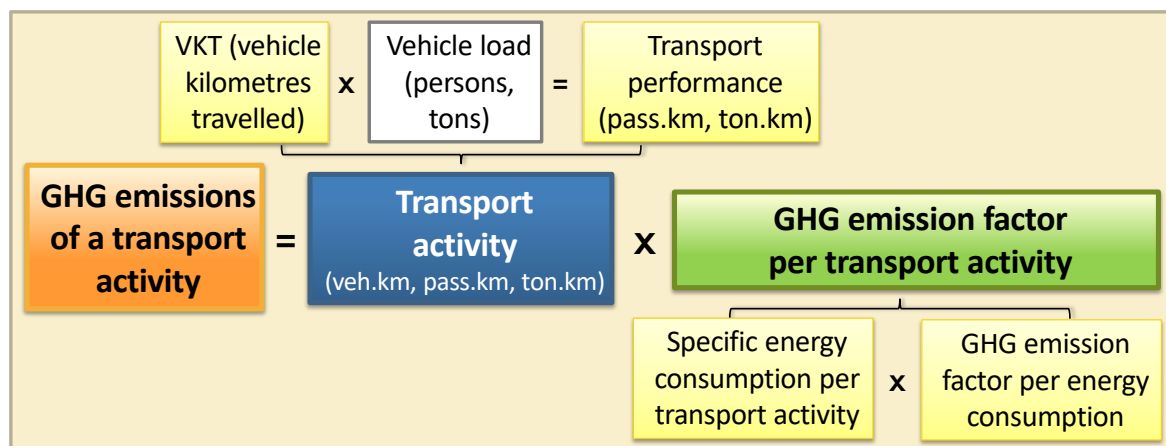 VKT (vehicle
kilometres
travelled)
x
Vehicle load
(persons,
tons)
=
Transport
performance
(pass.km, ton.km)
GHG emissions
of a transport
activity
=
Transport
activity
(veh.km, pass.km, ton.km)
x
GHG emission factor
per transport activity
Specific energy
consumption per
transport activity
x
GHG emission
factor per energy
consumption